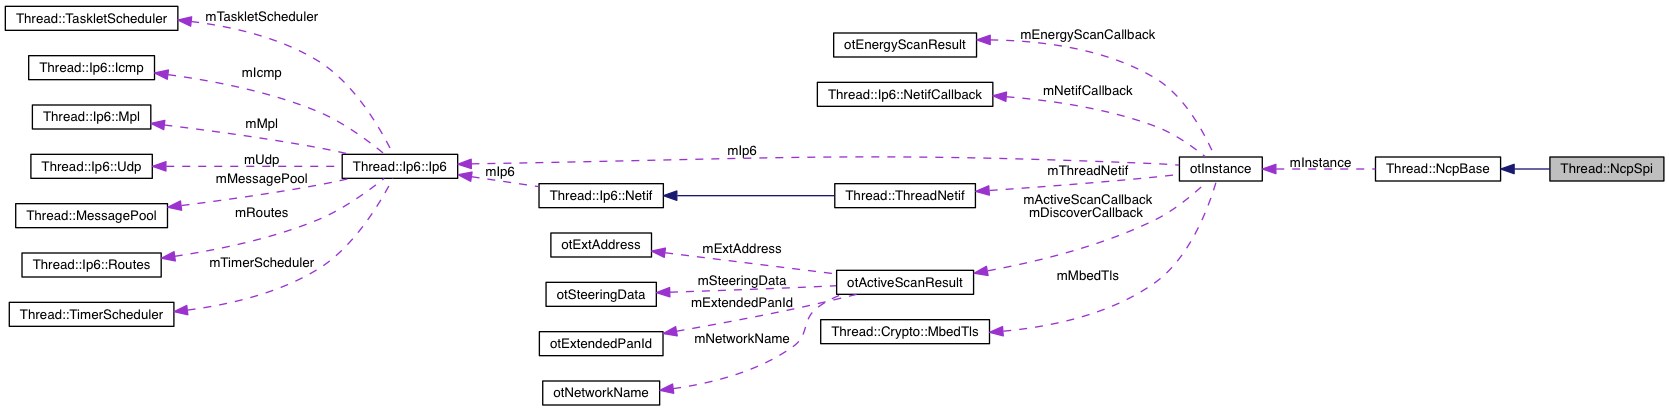 Thread::TaskletScheduler
mTaskletScheduler
otEnergyScanResult
mEnergyScanCallback
Thread::Ip6::Icmp
mIcmp
Thread::Ip6::NetifCallback
mNetifCallback
Thread::Ip6::Mpl
mMpl
Thread::Ip6::Udp
mUdp
Thread::Ip6::Ip6
mIp6
otInstance
mInstance
Thread::NcpBase
Thread::NcpSpi
mMessagePool
mIp6
Thread::Ip6::Netif
Thread::ThreadNetif
mThreadNetif
Thread::MessagePool
mRoutes
mActiveScanCallback
mDiscoverCallback
Thread::Ip6::Routes
mTimerScheduler
otExtAddress
mExtAddress
otActiveScanResult
mMbedTls
otSteeringData
mSteeringData
mExtendedPanId
Thread::TimerScheduler
otExtendedPanId
mNetworkName
Thread::Crypto::MbedTls
otNetworkName